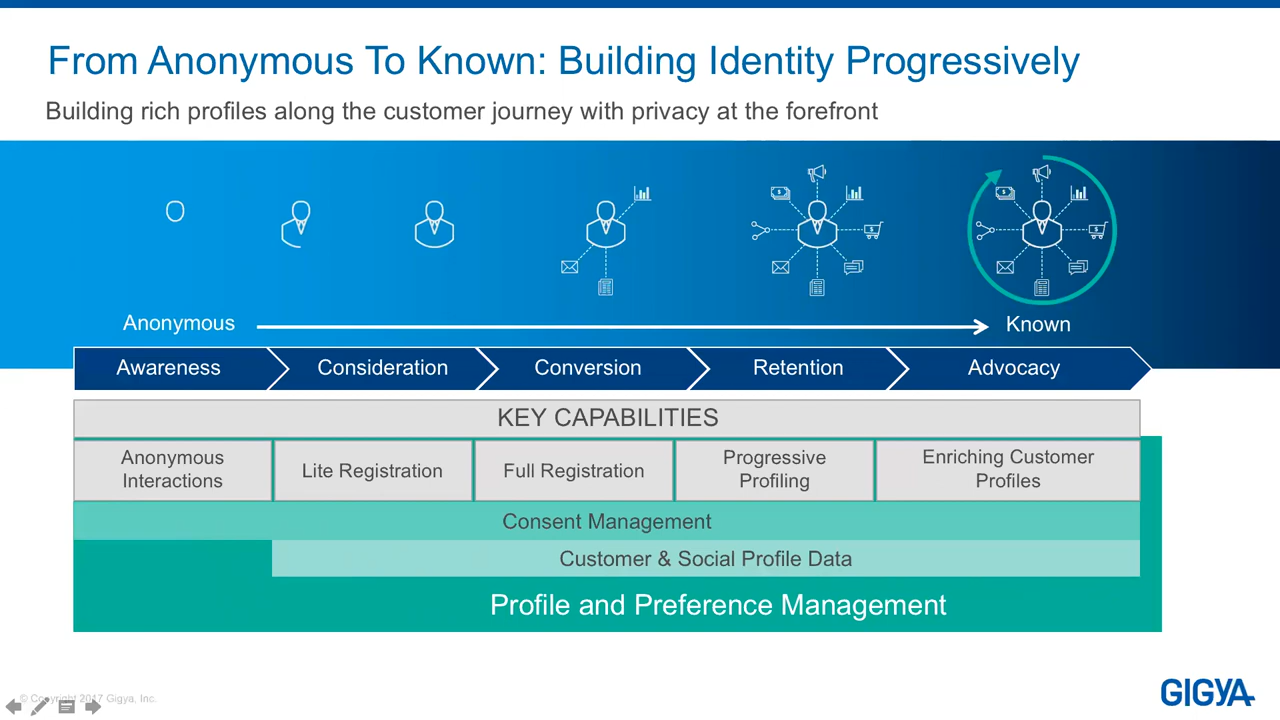 From Anonymous To Known: Building Identity Progressively
Building rich profiles along the customer journey with privacy at the forefront
Anonymous
Known
Awareness
Consideration
Conversion
Retention
Advocacy
KEY CAPABILITIES
Anonymous
Interactions
Lite Registration
Full Registration
Progressive
Profiling
Enriching Customer
Profiles
Consent Management
Customer & Social Profile Data
Profile and Preference Management
© Copyright 2017 Gigya, Inc.
GIGYA